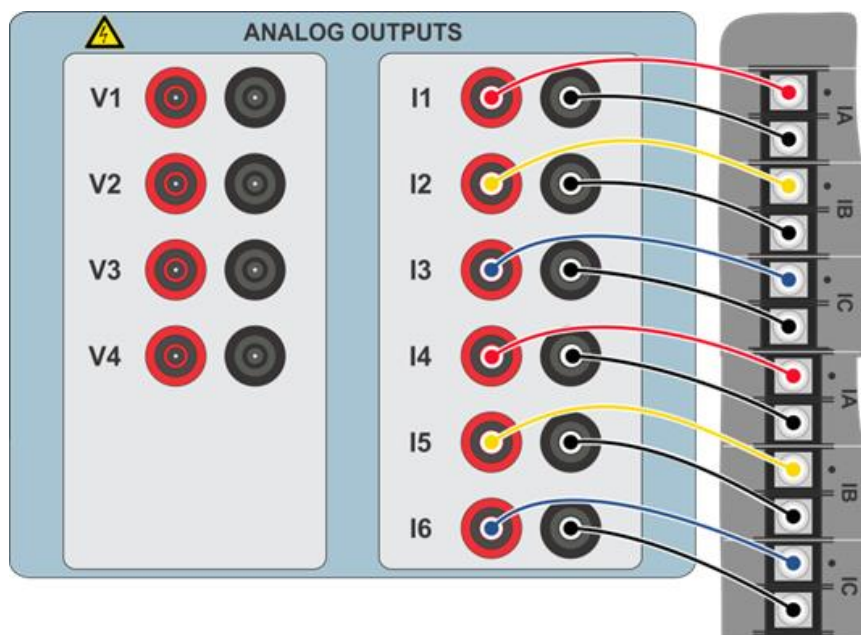 ANALOG OUTPUTS
V1
V2
V3
V4
I1
I2
I3
I4
I5
I6
IA
IB
IC
IA
IB
IC